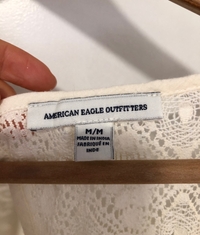 AMERICAN EAGLE OUTFITTERS
M/M
MADE IN INDIA
FABRIQUÉ EN
INDE